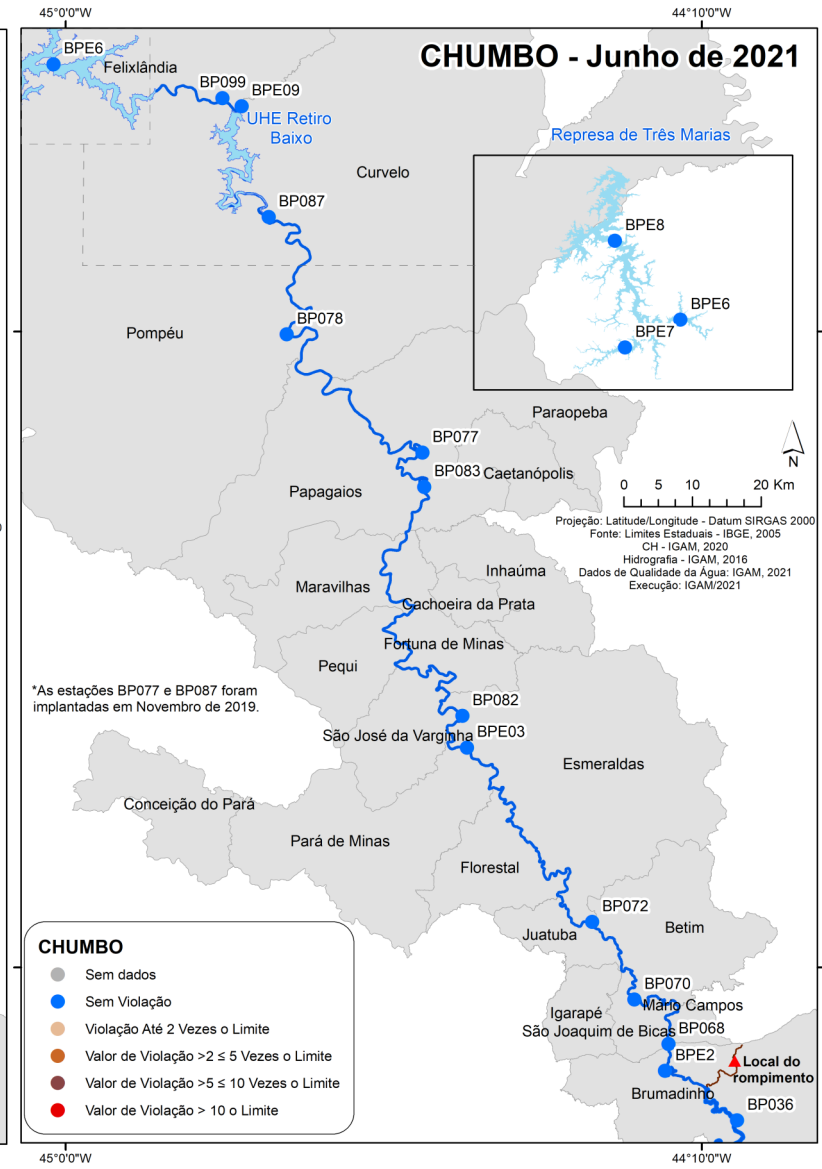 45°0'0"W
44°10'0"W
CHUMBO - Junho de 2021
BPE6
Felixlândia
BP099
BPE09
UHE Retiro
Baixo
Represa de Três Marias
Curvelo
BP087
BPE8
BPE6
BPE7
BP078
Pompéu
Paraopeba
BP077
N
BP083
Caetanópolis
Papagaios
0 5 10 20 Km
Projeção: Latitude/Longitude - Datum SIRGAS 2000
Fonte: Limites Estaduais - IBGE, 2005
CH - IGAM, 2020
Hidrografia - IGAM, 2016
Dados de Qualidade da Água: IGAM, 2021
Execução: IGAM/2021
Inhaúma
Maravilhas
Cachoeira da Prata
Fortuna de Minas
Pequi
*As estações BP077 e BP087 foram
implantadas em Novembro de 2019.
BP082
São José da Varginha
BPE03
Esmeraldas
Conceição do Pará
Pará de Minas
Florestal
BP072
Juatuba
Betim
CHUMBO
Sem dados
Sem Violação
Violação Até 2 Vezes o Limite
Valor de Violação >2 ≤ 5 Vezes o Limite
Valor de Violação >5 ≤ 10 Vezes o Limite
Valor de Violação > 10 o Limite
BP070
Mário Campos
Igarapé
São Joaquim de Bicas
BP068
BPE2
Local do
rompimento
Brumadinho
BP036
45°0'0"W
44°10'0"W